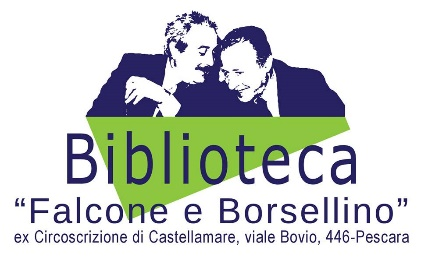 Biblioteca
“Falcone e Borsellino”
ex Circoscrizione di Castellamare, viale Bovio, 446-Pescara